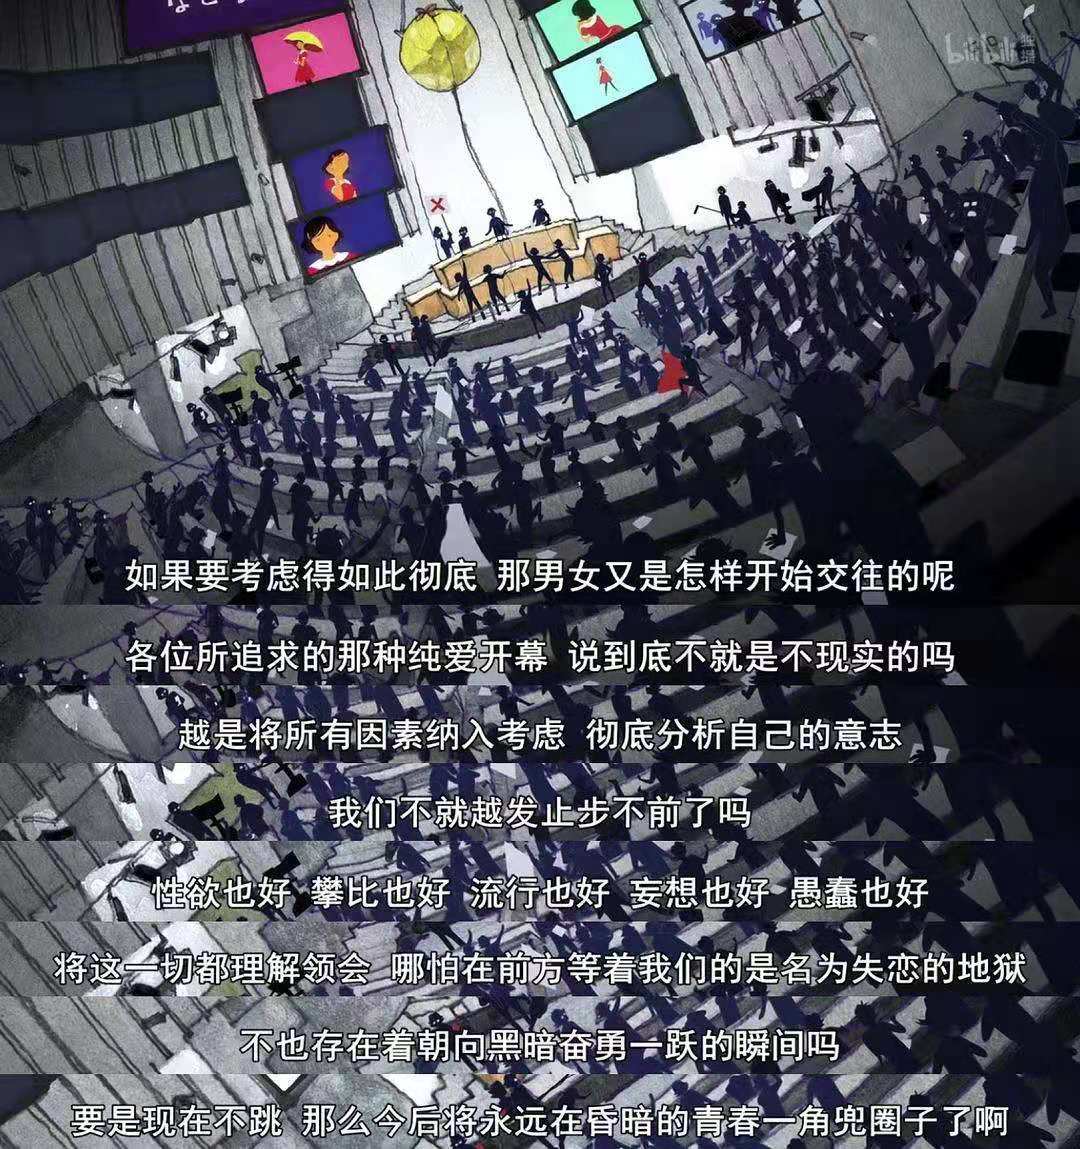 bilibili
如果要考虑得如此彻底 那男女又是怎样开始交往的呢
各位所追求的那种纯爱开幕 说到底不就是不现实的吗
越是将所有因素纳入考虑 彻底分析自己的意志
我们不就越发止步不前了吗
性欲也好 攀比也好 流行也好 妄想也好 愚蠢也好
将这一切都理解领会 哪怕在前方等着我们的是名为失恋的地狱
不也存在着朝向黑暗奋勇一跃的瞬间吗
要是现在不跳 那么今后将永远在昏暗的青春一角兜圈子了啊